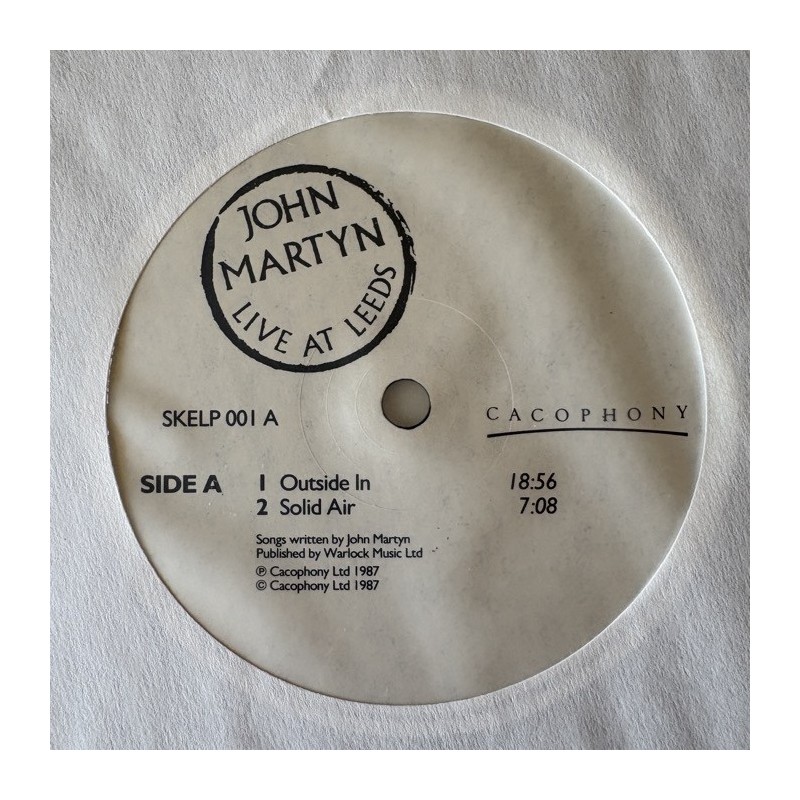 JOHN
MARTYN
LIVE AT LEEDS
SKELP 001 A
CACOPHONY
SIDE A
1 Outside In 18:56
2 Solid Air 7:08
Songs written by John Martyn
Published by Warlock Music Ltd
℗ Cacophony Ltd 1987
© Cacophony Ltd 1987